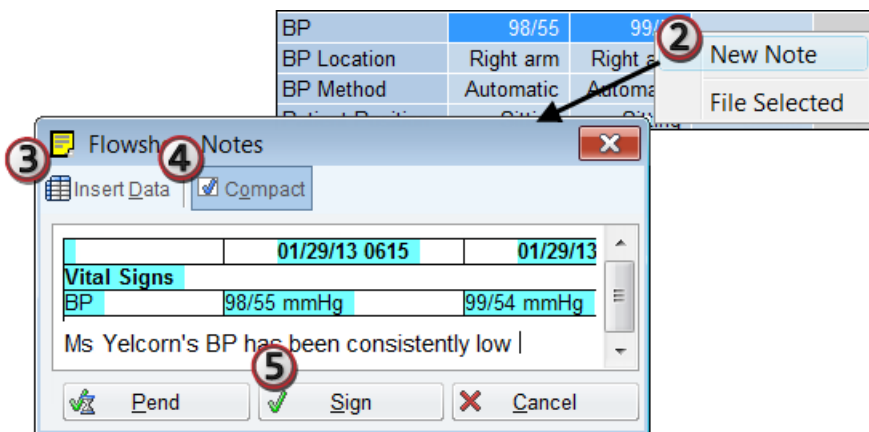 BP 98/55 99/
BP Location Right arm Right a
BP Method Automatic Automa
2
New Note
File Selected
3
Flowsh Notes
4
Insert Data
Compact
01/29/13 0615 01/29/13
Vital Signs
BP 98/55 mmHg 99/54 mmHg
Ms Yelcorn's BP has been consistently low
5
Pend
Sign
Cancel